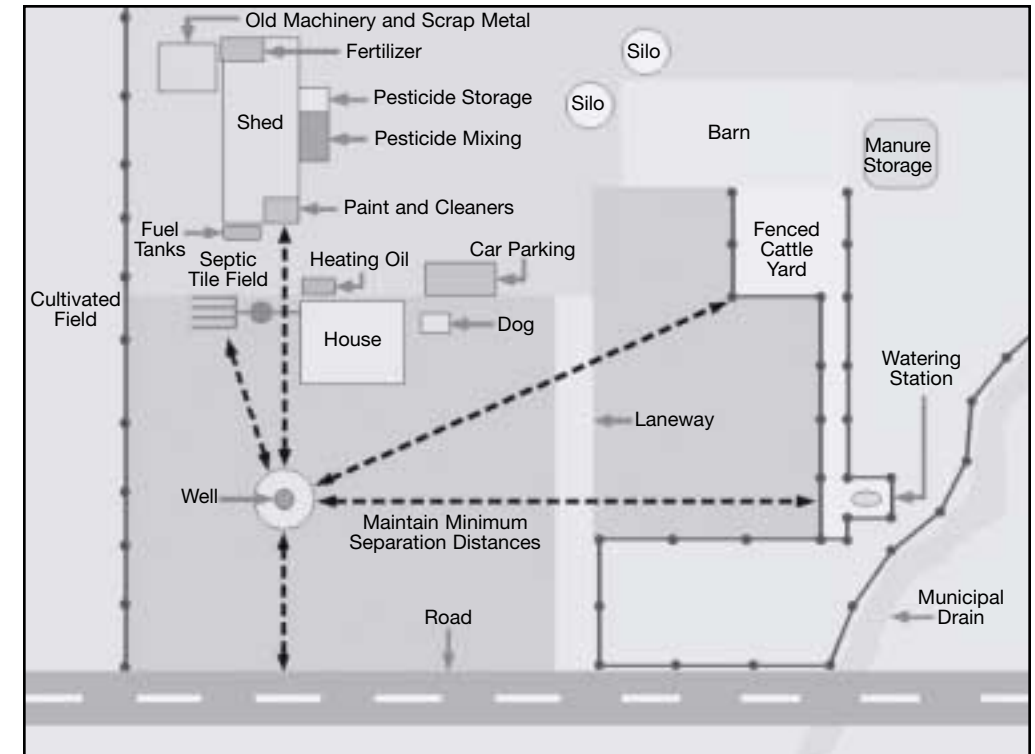 Old Machinery and Scrap Metal
Fertilizer
Silo
Pesticide Storage
Silo
Shed
Barn
Pesticide Mixing
Manure
Storage
Paint and Cleaners
Fuel
Tanks
Fenced
Cattle
Yard
Septic
Tile Field
Heating Oil
Car Parking
Cultivated
Field
House
Dog
Watering
Station
Laneway
Well
Maintain Minimum
Separation Distances
Road
Municipal
Drain